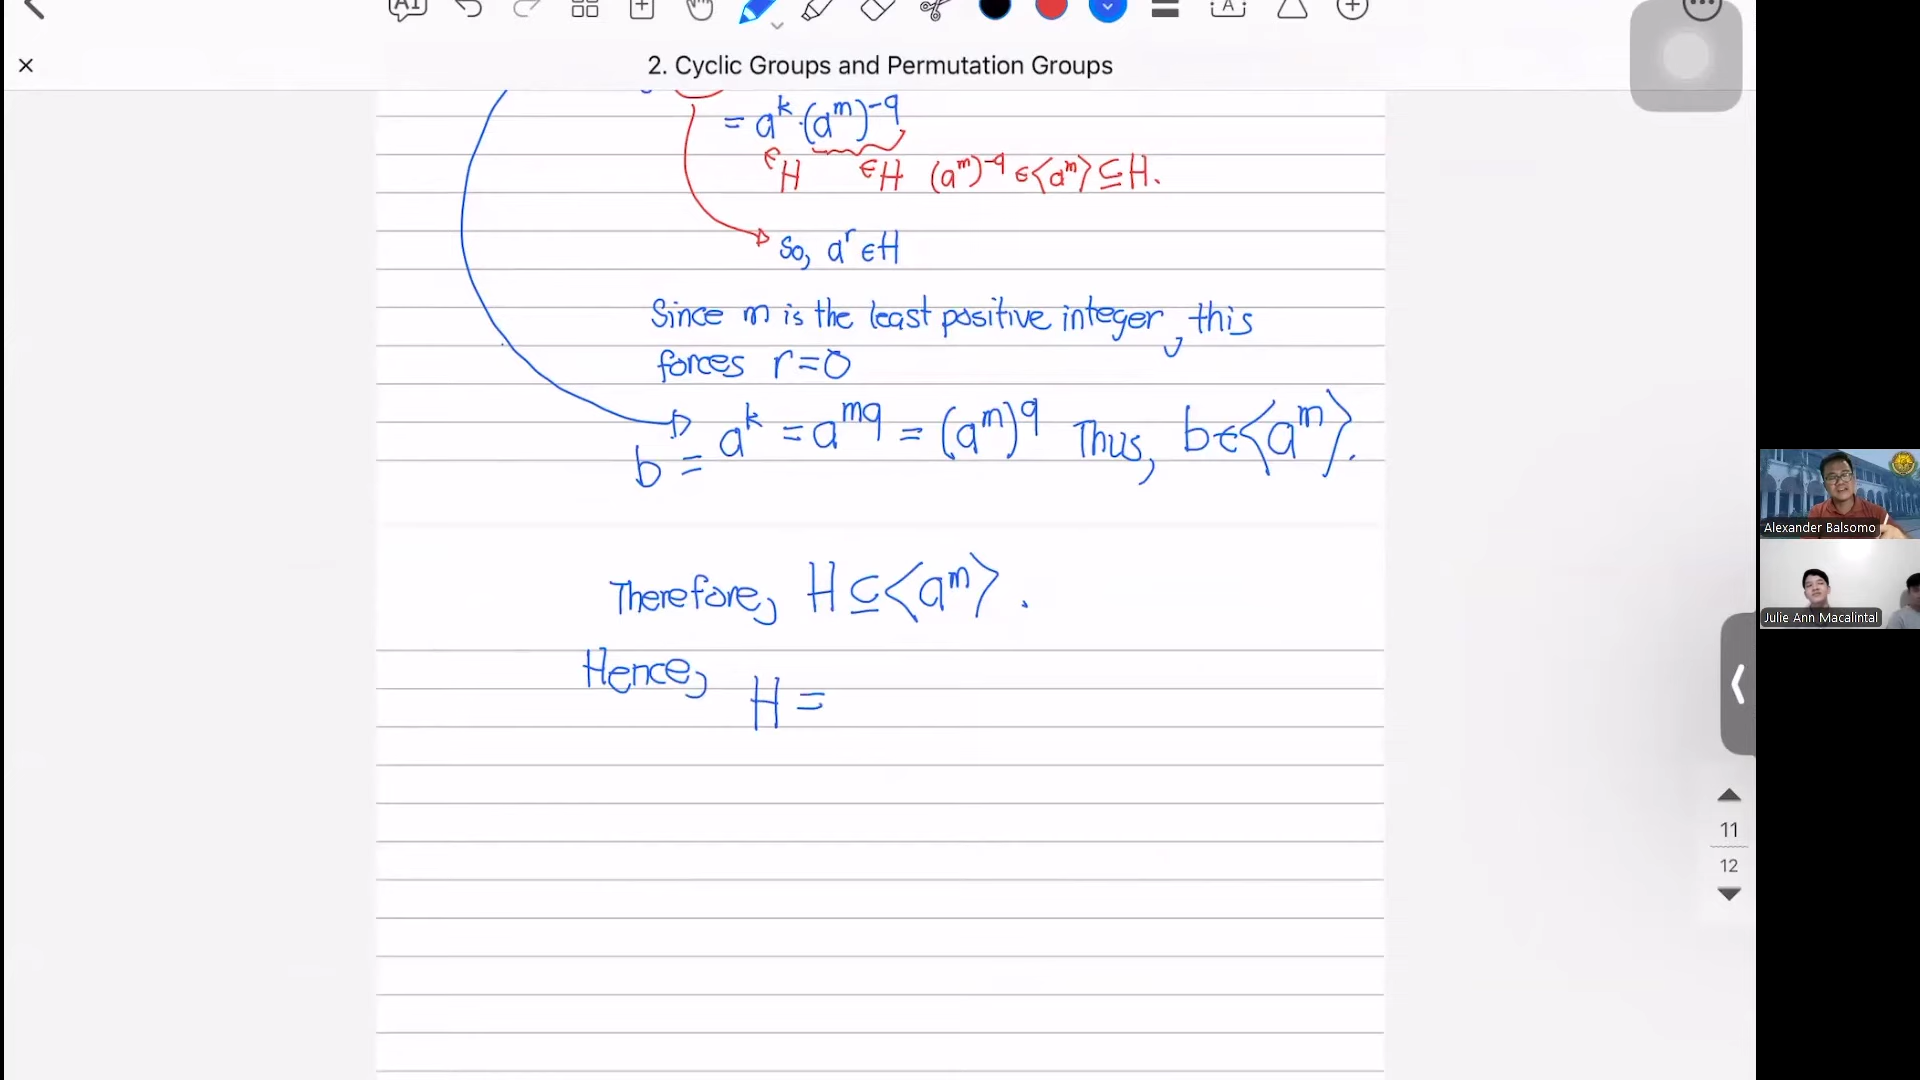 AI
A
2. Cyclic Groups and Permutation Groups
= a^k · (a^m)^-q
∈H ∈H (a^m)^-q ∈ ⟨a^m⟩ ⊆ H.
So, a^r ∈ H
Since m is the least positive integer, this
forces r = 0
b = a^k = a^mq = (a^m)^q Thus, b ∈ ⟨a^m⟩.
Therefore, H ⊆ ⟨a^m⟩.
Hence, H =
Alexander Balsomo
Julie Ann Macalintal
11
12